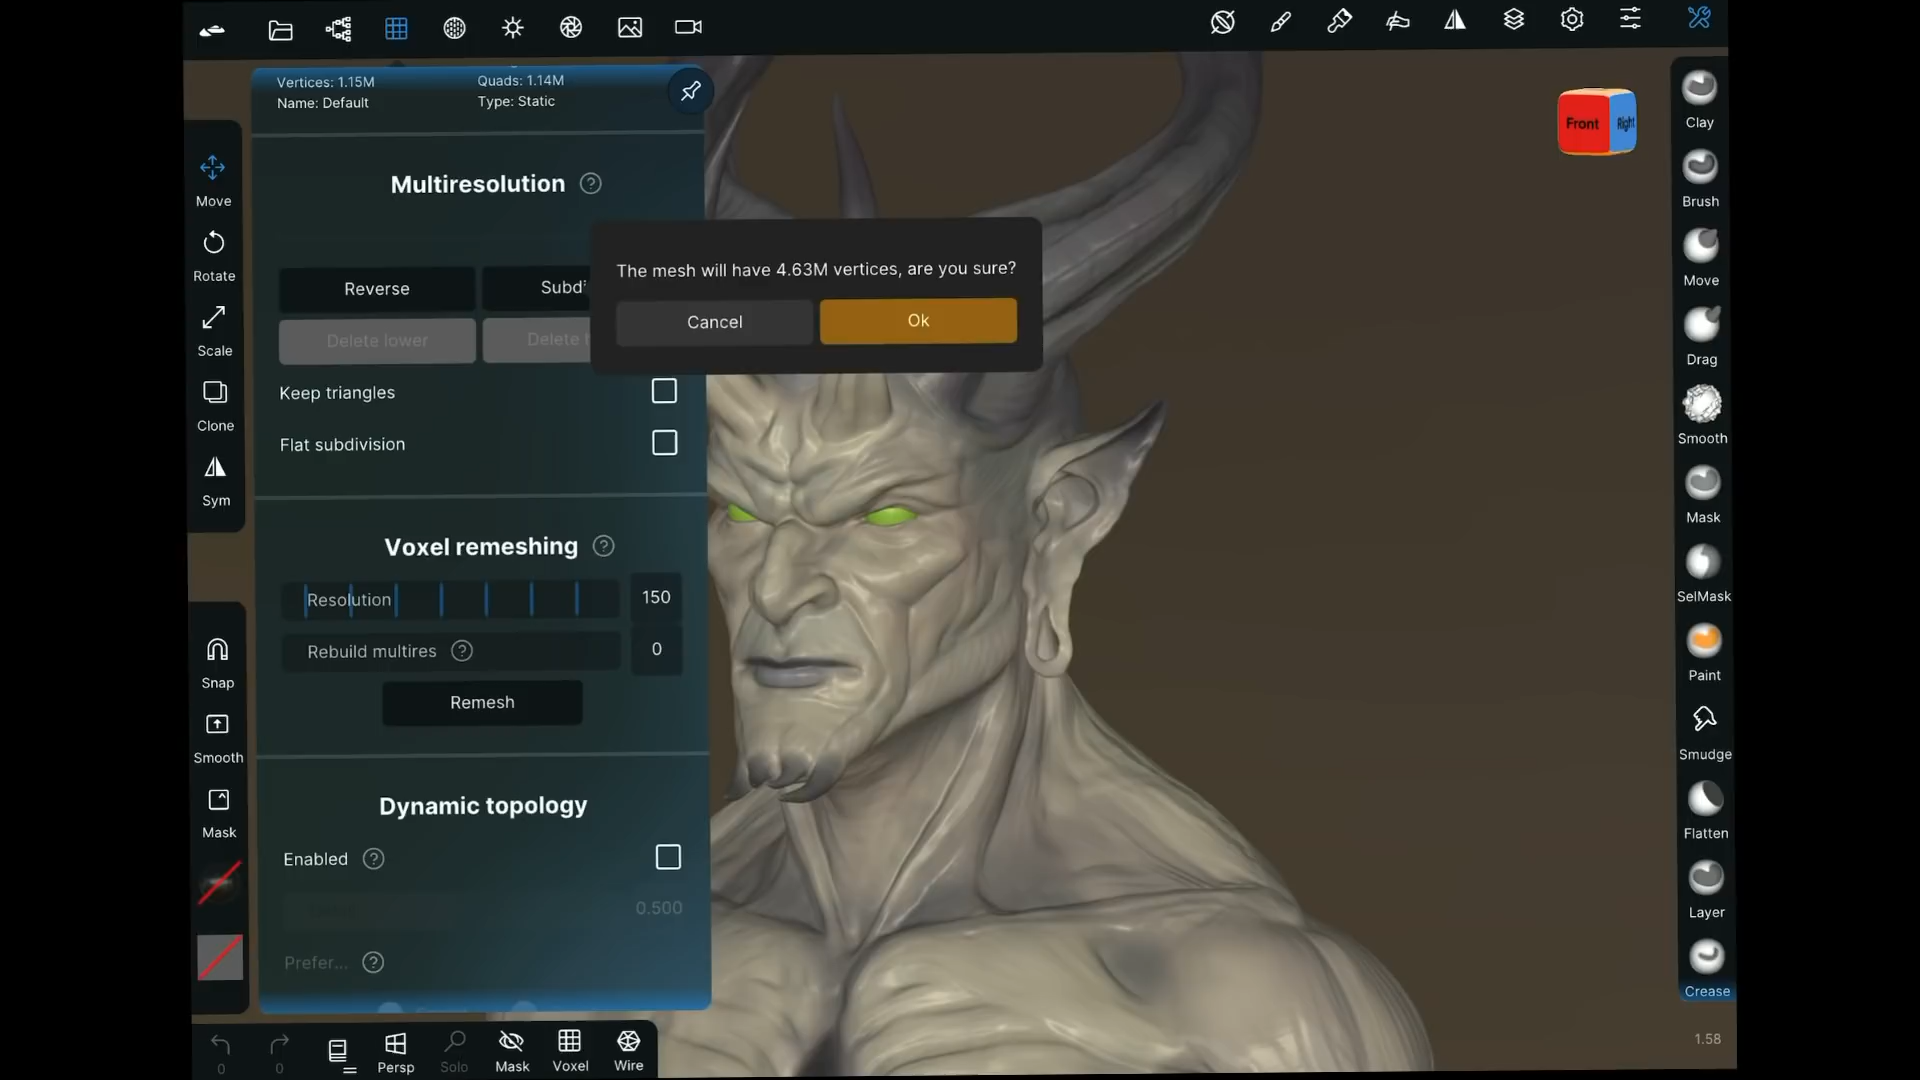 Vertices: 1.15M
Quads: 1.14M
Name: Default
Type: Static
Multiresolution ?
Reverse
Subdi
Delete lower
Delete h
Keep triangles
Flat subdivision
The mesh will have 4.63M vertices, are you sure?
Cancel
Ok
Voxel remeshing ?
Resolution
150
Rebuild multires ?
0
Remesh
Dynamic topology
Enabled ?
0.500
Prefer... ?
Move
Rotate
Scale
Clone
Sym
Snap
Smooth
Mask
0
0
Persp
Solo
Mask
Voxel
Wire
Front
Right
Clay
Brush
Move
Drag
Smooth
Mask
SelMask
Paint
Smudge
Flatten
Layer
Crease
1.58